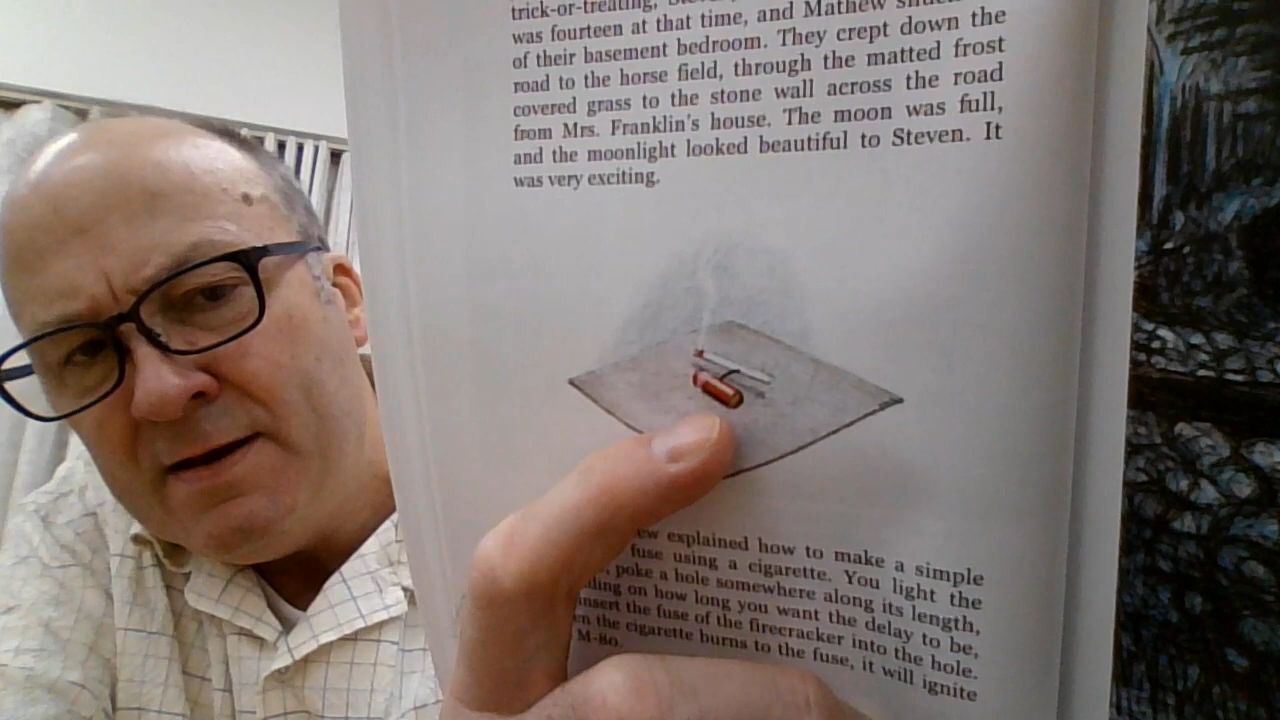 trick-or-treating,
was fourteen at that time, and Mathew
of their basement bedroom. They crept down the
road to the horse field, through the matted frost
covered grass to the stone wall across the road
from Mrs. Franklin's house. The moon was full,
and the moonlight looked beautiful to Steven. It
was very exciting.
explained how to make a simple
fuse using a cigarette. You light the
poke a hole somewhere along its length,
on how long you want the delay to be,
insert the fuse of the firecracker into the hole.
the cigarette burns to the fuse, it will ignite
M-80.